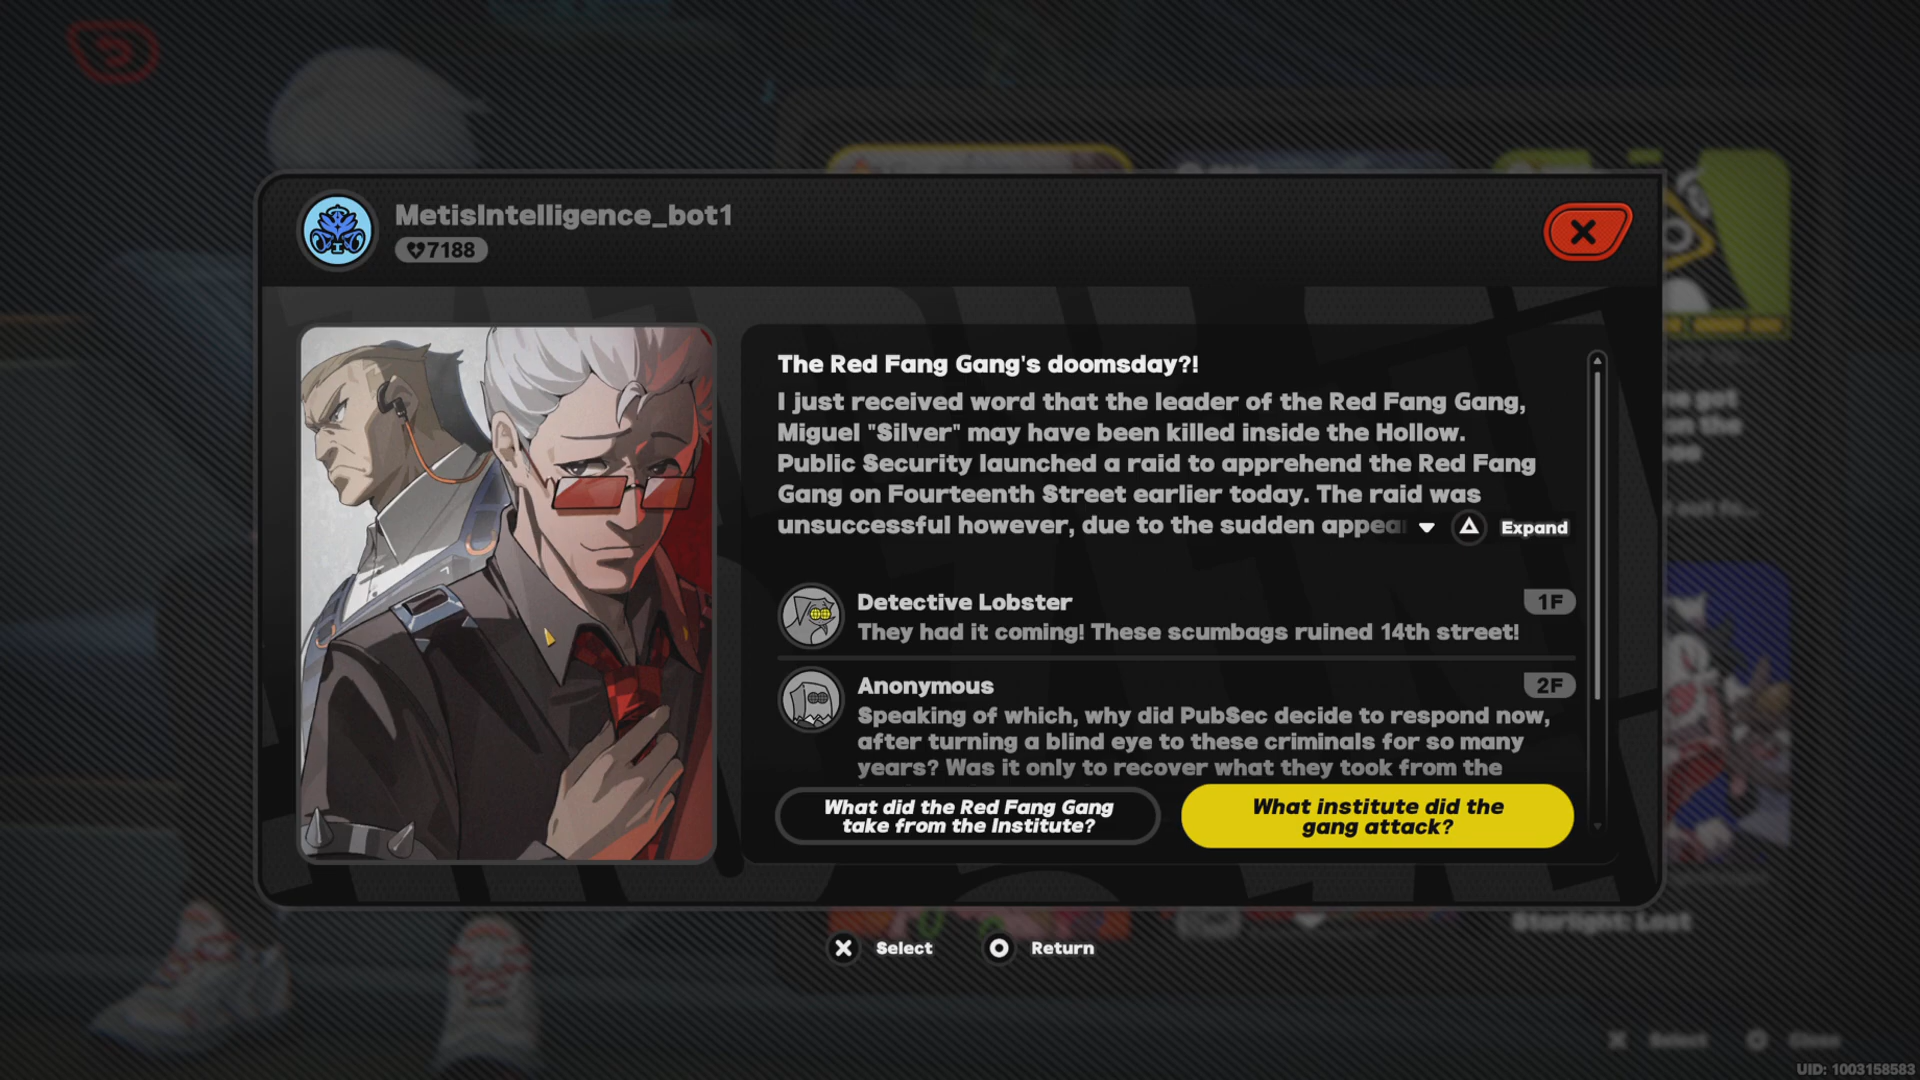 MetisIntelligence_bot1
7188
The Red Fang Gang's doomsday?!
I just received word that the leader of the Red Fang Gang,
Miguel "Silver" may have been killed inside the Hollow.
Public Security launched a raid to apprehend the Red Fang
Gang on Fourteenth Street earlier today. The raid was
unsuccessful however, due to the sudden appear
Expand
Detective Lobster
1F
They had it coming! These scumbags ruined 14th street!
Anonymous
2F
Speaking of which, why did PubSec decide to respond now,
after turning a blind eye to these criminals for so many
years? Was it only to recover what they took from the
What did the Red Fang Gang
take from the Institute?
What institute did the
gang attack?
Starlight: Lost
Select
Return
Select
Close
UID: 1003158583